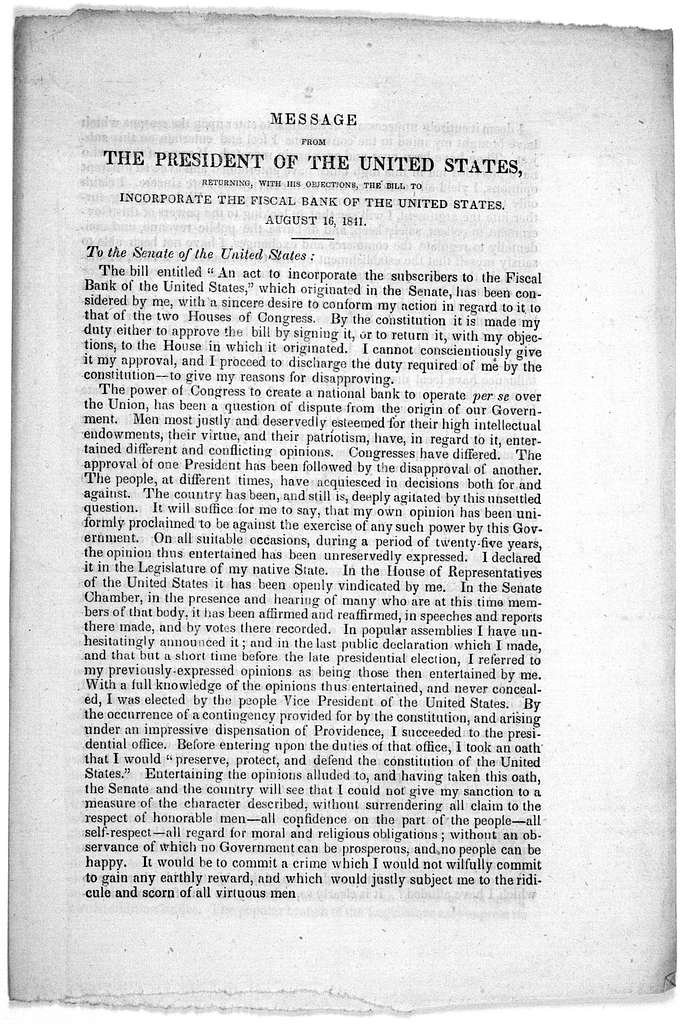 MESSAGE
FROM
THE PRESIDENT OF THE UNITED STATES,
RETURNING, WITH HIS OBJECTIONS, THE BILL TO
INCORPORATE THE FISCAL BANK OF THE UNITED STATES.
AUGUST 16, 1841.
To the Senate of the United States:
The bill entitled "An act to incorporate the subscribers to the Fiscal
Bank of the United States," which originated in the Senate, has been con-
sidered by me, with a sincere desire to conform my action in regard to it to
that of the two Houses of Congress. By the constitution it is made my
duty either to approve the bill by signing it, or to return it, with my objec-
tions, to the House in which it originated. I cannot conscientiously give
it my approval, and I proceed to discharge the duty required of me by the
constitution—to give my reasons for disapproving.
The power of Congress to create a national bank to operate per se over
the Union, has been a question of dispute from the origin of our Govern-
ment. Men most justly and deservedly esteemed for their high intellectual
endowments, their virtue, and their patriotism, have, in regard to it, enter-
tained different and conflicting opinions. Congresses have differed. The
approval of one President has been followed by the disapproval of another.
The people, at different times, have acquiesced in decisions both for and
against. The country has been, and still is, deeply agitated by this unsettled
question. It will suffice for me to say, that my own opinion has been uni-
formly proclaimed to be against the exercise of any such power by this Gov-
ernment. On all suitable occasions, during a period of twenty-five years,
the opinion thus entertained has been unreservedly expressed. I declared
it in the Legislature of my native State. In the House of Representatives
of the United States it has been openly vindicated by me. In the Senate
Chamber, in the presence and hearing of many who are at this time mem-
bers of that body, it has been affirmed and reaffirmed, in speeches and reports
there made, and by votes there recorded. In popular assemblies I have un-
hesitatingly announced it; and in the last public declaration which I made,
and that but a short time before the late presidential election, I referred to
my previously-expressed opinions as being those then entertained by me.
With a full knowledge of the opinions thus entertained, and never conceal-
ed, I was elected by the people Vice President of the United States. By
the occurrence of a contingency provided for by the constitution, and arising
under an impressive dispensation of Providence, I succeeded to the presi-
dential office. Before entering upon the duties of that office, I took an oath
that I would "preserve, protect, and defend the constitution of the United
States." Entertaining the opinions alluded to, and having taken this oath,
the Senate and the country will see that I could not give my sanction to a
measure of the character described, without surrendering all claim to the
respect of honorable men—all confidence on the part of the people—all
self-respect—all regard for moral and religious obligations; without an ob-
servance of which no Government can be prosperous, and no people can be
happy. It would be to commit a crime which I would not wilfully commit
to gain any earthly reward, and which would justly subject me to the ridi-
cule and scorn of all virtuous men